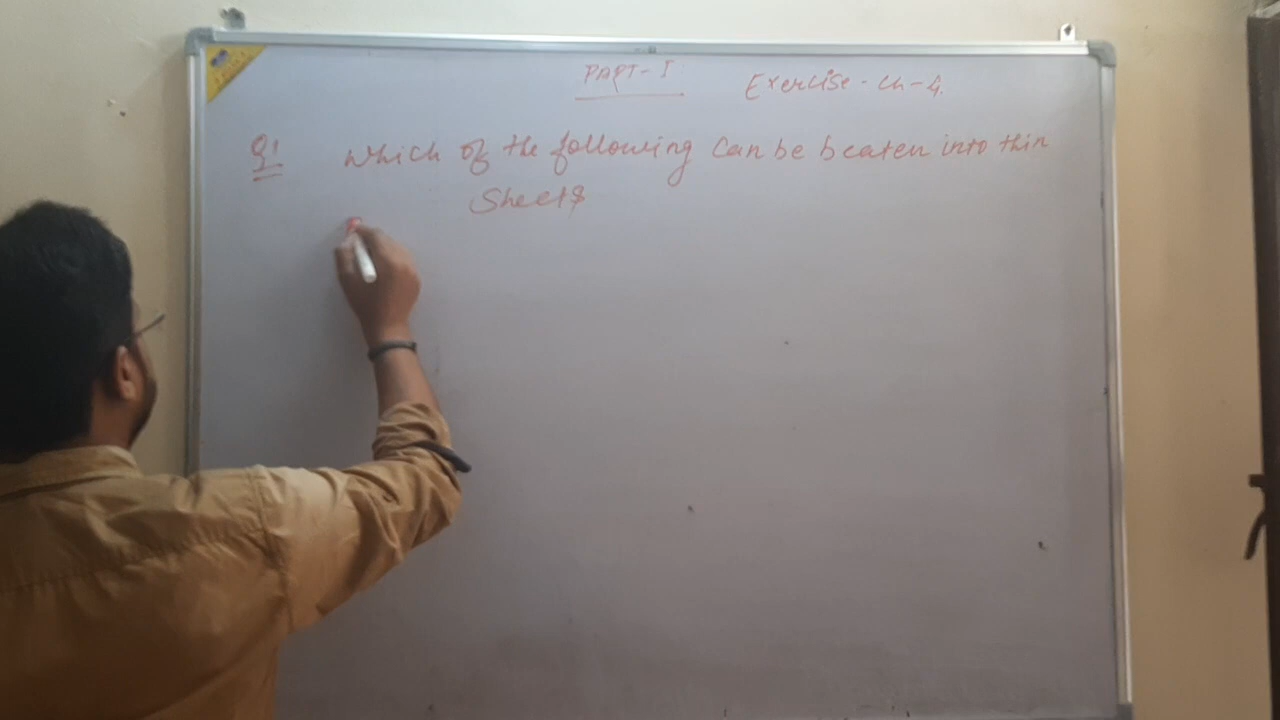 PART-I Exercise-Ch-4.
Q1 Which of the following Can be beaten into thin
Sheets